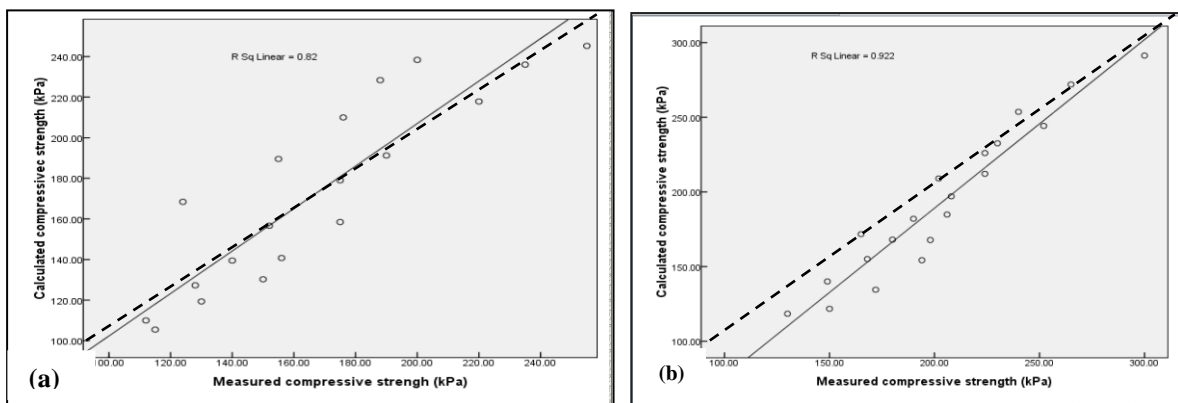 R Sq Linear = 0.82
Calculated compressivec strength (kPa)
240.00
220.00
200.00
180.00
160.00
140.00
120.00
100.00
00.00 120.00 140.00 160.00 180.00 200.00 220.00 240.00
Measured compressive strengh (kPa)
(a)
R Sq Linear = 0.922
Calculated compressive strength (kPa)
300.00
250.00
200.00
150.00
100.00
100.00 150.00 200.00 250.00 300.00
Measured compressive strength (kPa)
(b)